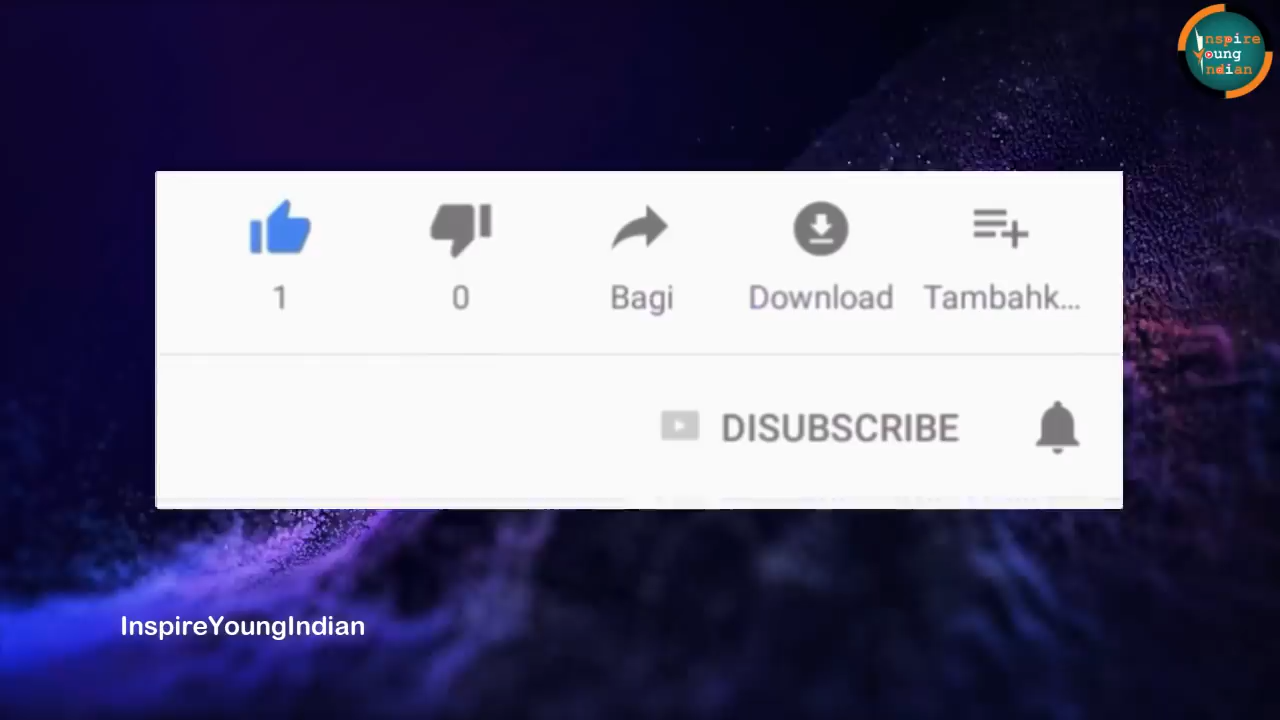 Inspire
Young
Indian
1
0
Bagi
Download
Tambahk...
DISUBSCRIBE
InspireYoungIndian